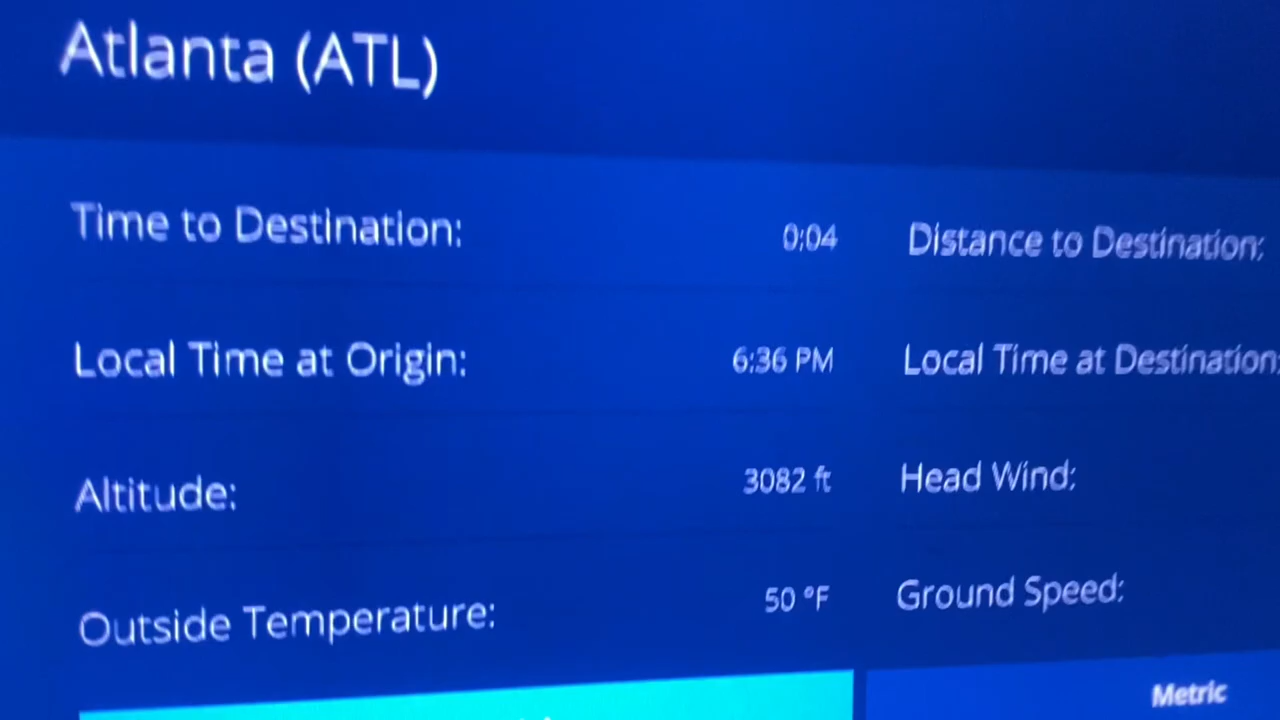 Atlanta (ATL)
Time to Destination: 0:04 Distance to Destination:
Local Time at Origin: 6:36 PM Local Time at Destination:
Altitude: 3082 ft Head Wind:
Outside Temperature: 50 °F Ground Speed:
Metric